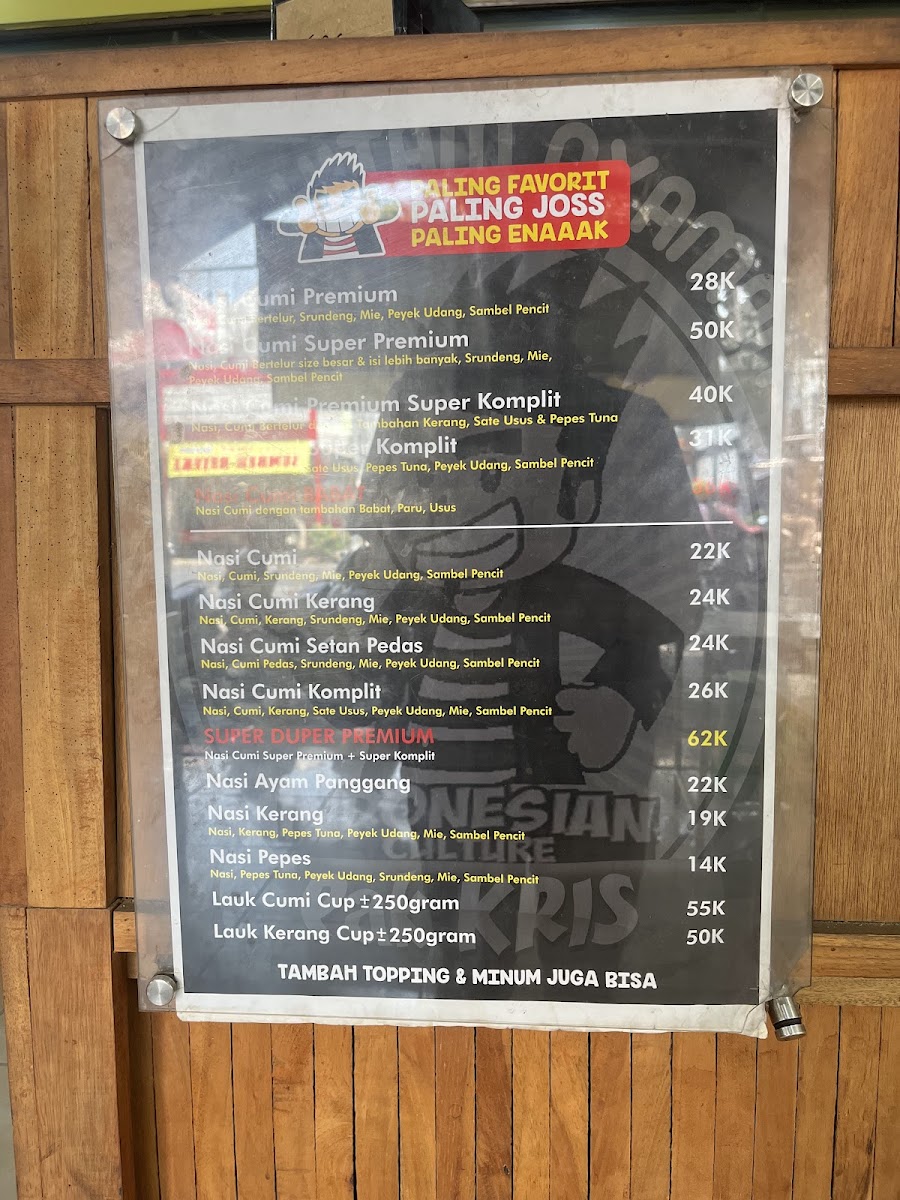 PALING FAVORIT
PALING JOSS
PALING ENAAAK
Cumi Premium 28K
Bertelur, Srundeng, Mie, Peyek Udang, Sambel Pencit
Nasi Cumi Super Premium 50K
Nasi, Cumi Bertelur size besar & isi lebih banyak, Srundeng, Mie,
Peyek Udang, Sambel Pencit
Nasi Cumi Premium Super Komplit 40K
Nasi, Cumi, Bertelur Tambahan Kerang, Sate Usus & Pepes Tuna
Super Komplit 31K
Sate Usus, Pepes Tuna, Peyek Udang, Sambel Pencit
Nasi Cumi
Nasi Cumi dengan tambahan Babat, Paru, Usus
Nasi Cumi 22K
Nasi, Cumi, Srundeng, Mie, Peyek Udang, Sambel Pencit
Nasi Cumi Kerang 24K
Nasi, Cumi, Kerang, Srundeng, Mie, Peyek Udang, Sambel Pencit
Nasi Cumi Setan Pedas 24K
Nasi, Cumi Pedas, Srundeng, Mie, Peyek Udang, Sambel Pencit
Nasi Cumi Komplit 26K
Nasi, Cumi, Kerang, Sate Usus, Peyek Udang, Mie, Sambel Pencit
SUPER DUPER PREMIUM 62K
Nasi Cumi Super Premium + Super Komplit
Nasi Ayam Panggang 22K
Nasi Kerang 19K
Nasi, Kerang, Pepes Tuna, Peyek Udang, Mie, Sambel Pencit
Nasi Pepes 14K
Nasi, Pepes Tuna, Peyek Udang, Srundeng, Mie, Sambel Pencit
Lauk Cumi Cup ±250gram 55K
Lauk Kerang Cup±250gram 50K
TAMBAH TOPPING & MINUM JUGA BISA
CULTURE
KRIS